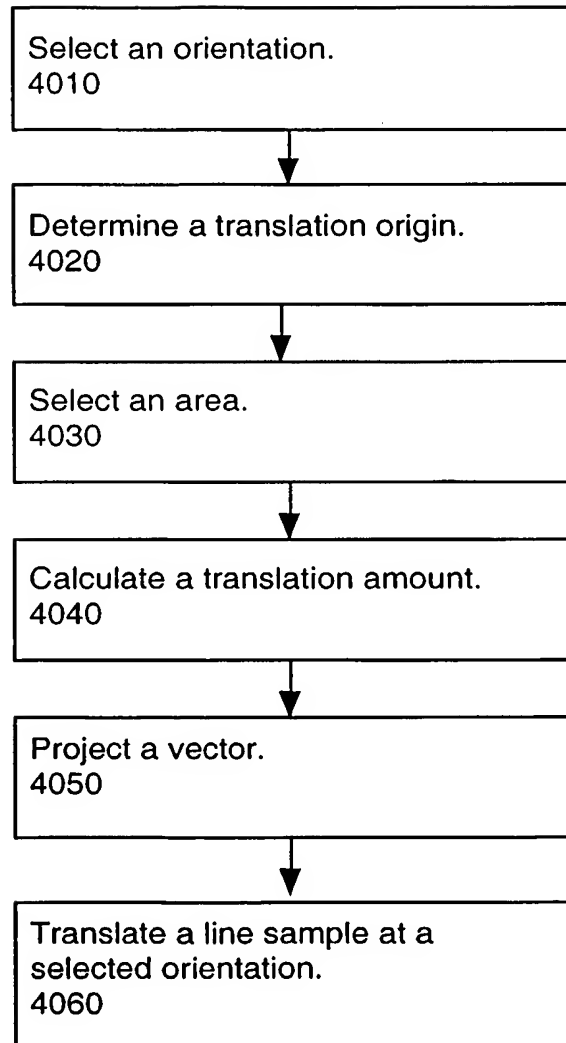 Select an orientation.
4010
Determine a translation origin.
4020
Select an area.
4030
Calculate a translation amount.
4040
Project a vector.
4050
Translate a line sample at a
selected orientation.
4060